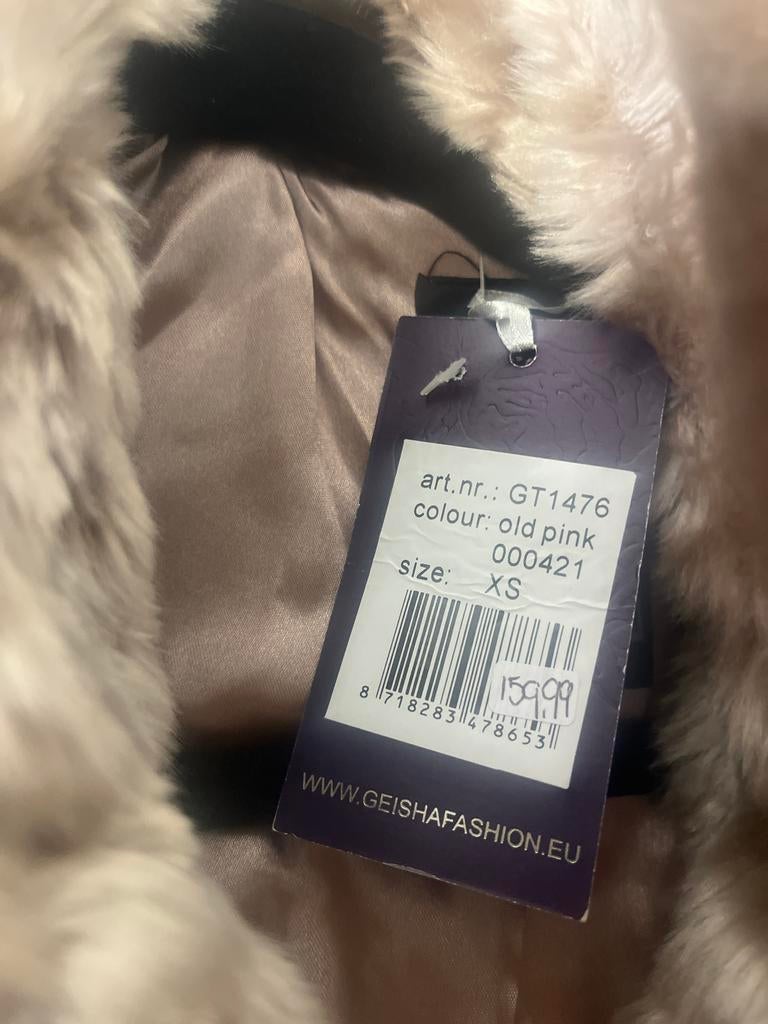 art.nr.: GT1476
colour: old pink
000421
size: XS
159.99
8 718283 478653
WWW.GEISHAFASHION.EU